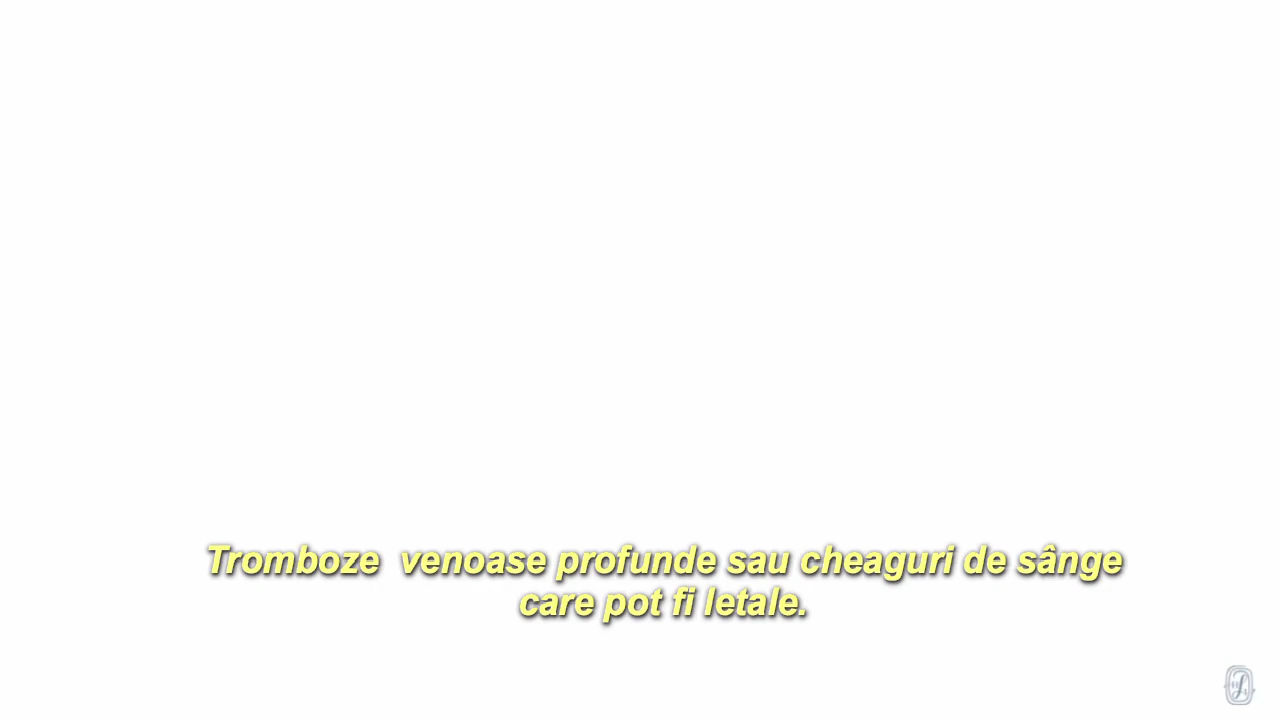 Tromboze  venoase profunde sau cheaguri de sânge
care pot fi letale.